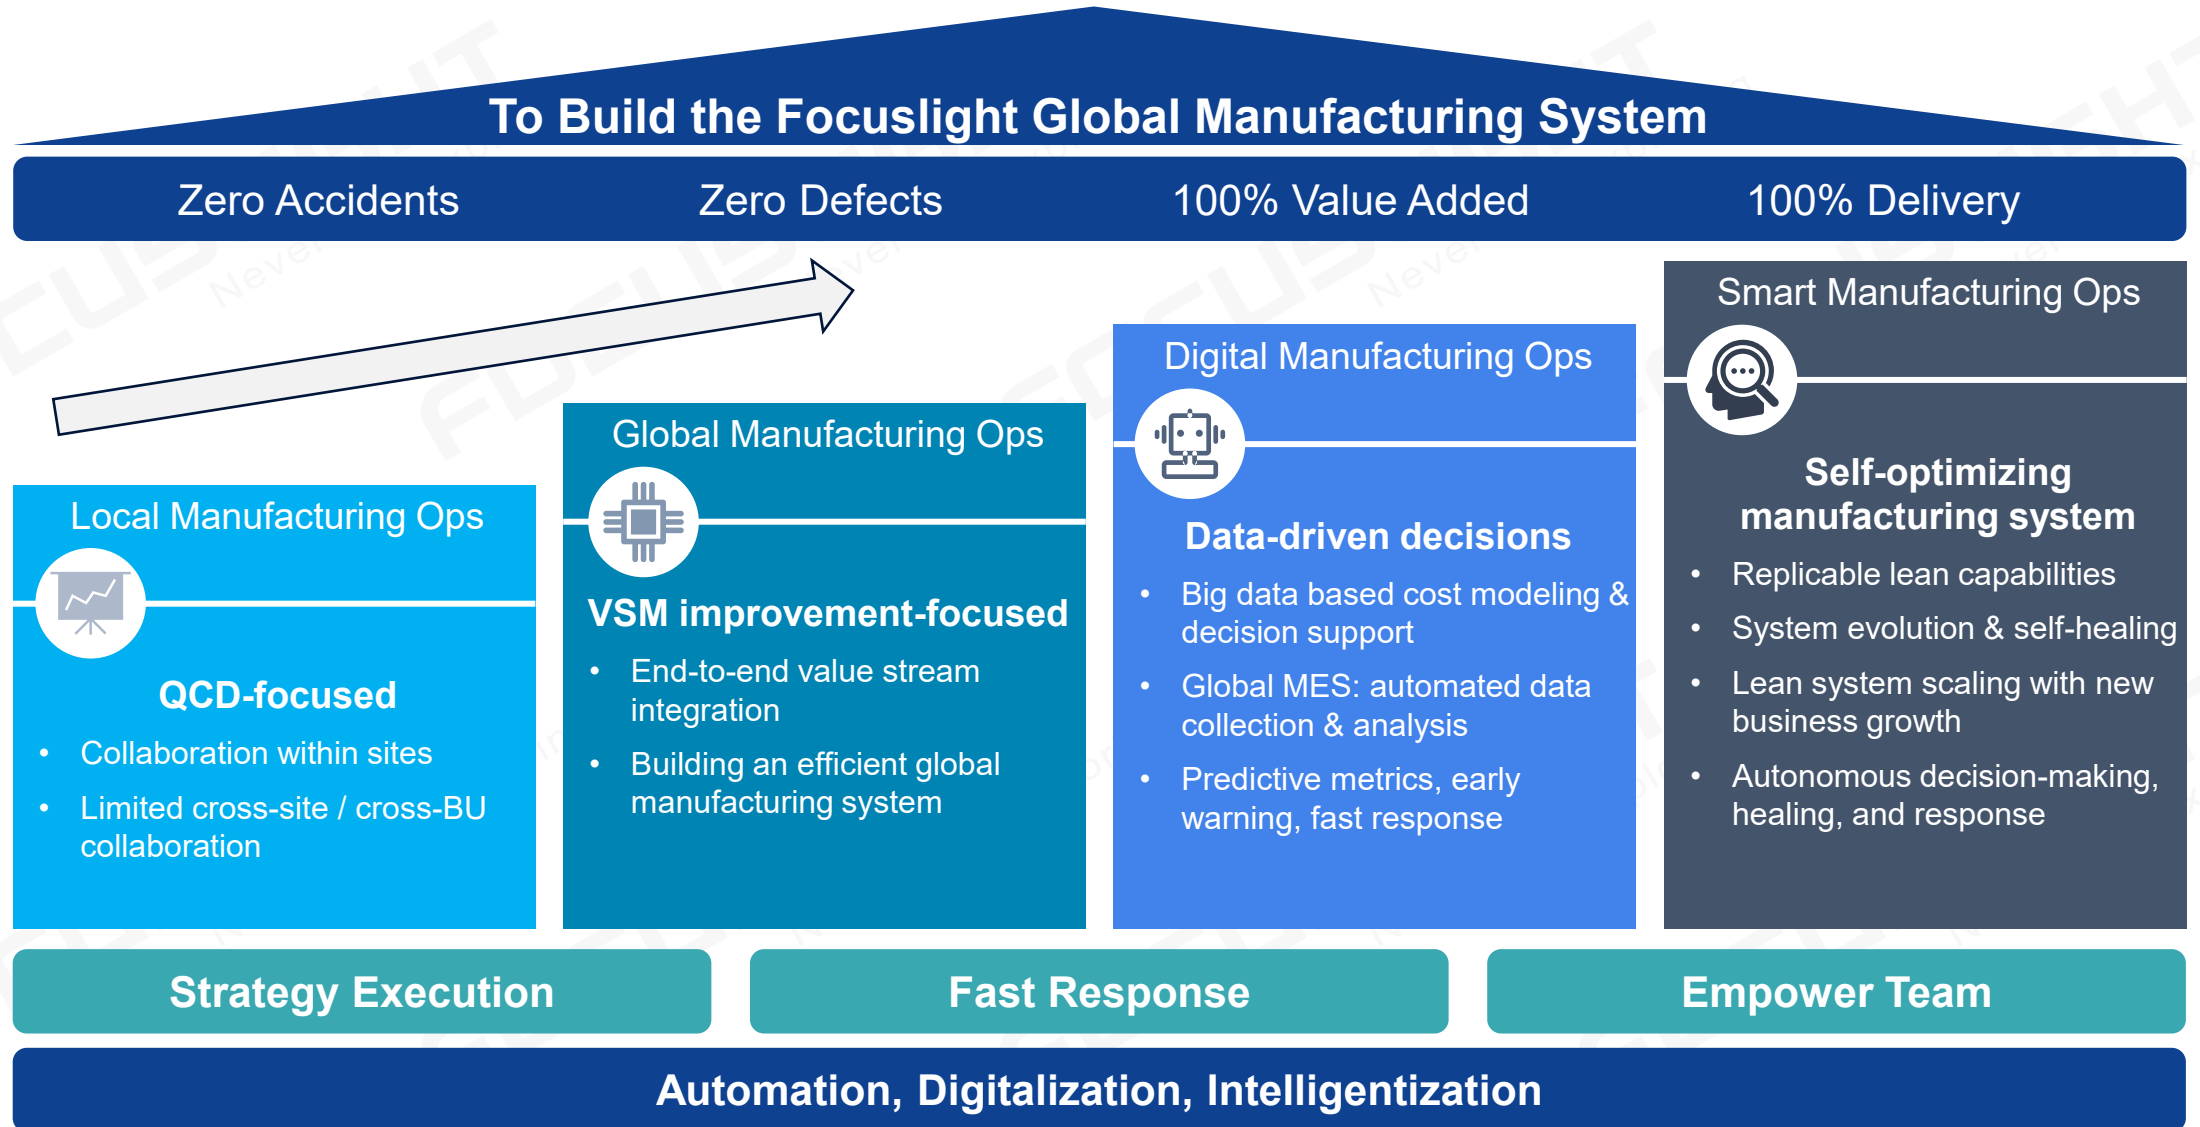 To Build the Focuslight Global Manufacturing System
Zero Accidents
Zero Defects
100% Value Added
100% Delivery
Local Manufacturing Ops
QCD-focused
• Collaboration within sites
• Limited cross-site / cross-BU
collaboration
Global Manufacturing Ops
VSM improvement-focused
• End-to-end value stream
integration
• Building an efficient global
manufacturing system
Digital Manufacturing Ops
Data-driven decisions
• Big data based cost modeling &
decision support
• Global MES: automated data
collection & analysis
• Predictive metrics, early
warning, fast response
Smart Manufacturing Ops
Self-optimizing
manufacturing system
• Replicable lean capabilities
• System evolution & self-healing
• Lean system scaling with new
business growth
• Autonomous decision-making,
healing, and response
Strategy Execution
Fast Response
Empower Team
Automation, Digitalization, Intelligentization